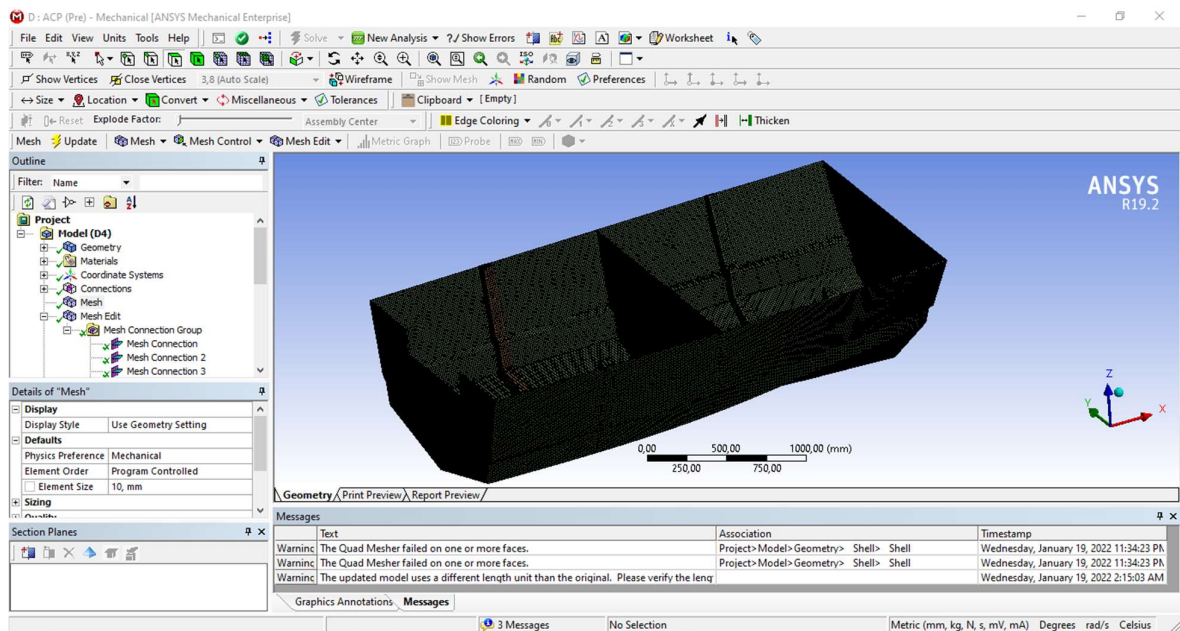 D : ACP (Pre) - Mechanical [ANSYS Mechanical Enterprise]
File Edit View Units Tools Help Solve New Analysis ?/ Show Errors Worksheet
Show Vertices Close Vertices 3,8 (Auto Scale) Wireframe Show Mesh Random Preferences
Size Location Convert Miscellaneous Tolerances Clipboard [Empty]
Reset Explode Factor: Assembly Center Edge Coloring Thicken
Mesh Update Mesh Mesh Control Mesh Edit Metric Graph Probe
Outline
Filter: Name
Project
Model (D4)
Geometry
Materials
Coordinate Systems
Connections
Mesh
Mesh Edit
Mesh Connection Group
Mesh Connection
Mesh Connection 2
Mesh Connection 3
Details of "Mesh"
Display
Display Style Use Geometry Setting
Defaults
Physics Preference Mechanical
Element Order Program Controlled
Element Size 10, mm
Sizing
Quality
Section Planes
ANSYS
R19.2
Z
Y
X
0,00 500,00 1000,00 (mm)
250,00 750,00
Geometry Print Preview Report Preview
Messages
Text Association Timestamp
Warninc The Quad Mesher failed on one or more faces. Project>Model>Geometry> Shell> Shell Wednesday, January 19, 2022 11:34:23 PM
Warninc The Quad Mesher failed on one or more faces. Project>Model>Geometry> Shell> Shell Wednesday, January 19, 2022 11:34:23 PM
Warninc The updated model uses a different length unit than the original. Please verify the leng Wednesday, January 19, 2022 2:15:03 AM
Graphics Annotations Messages
3 Messages No Selection Metric (mm, kg, N, s, mV, mA) Degrees rad/s Celsius